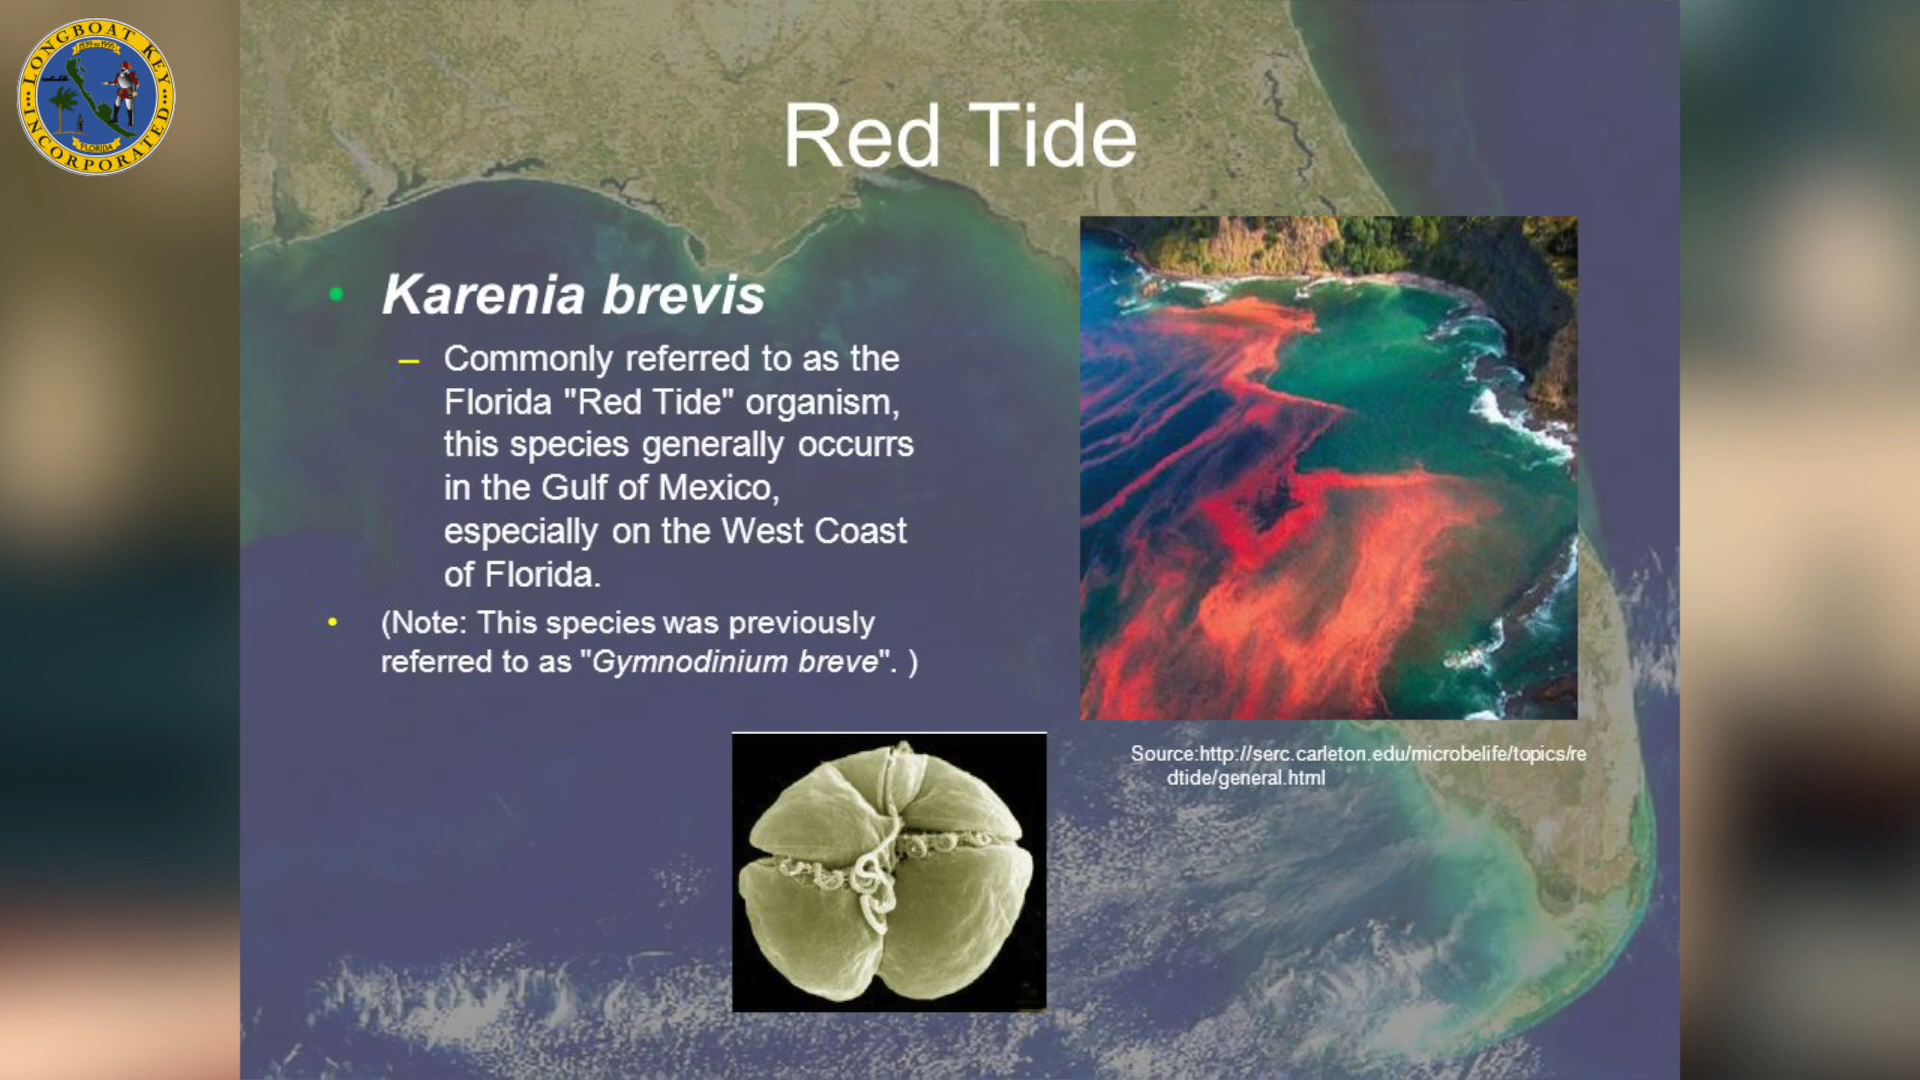 LONGBOAT KEY
INCORPORATED
FLORIDA
Red Tide
• Karenia brevis
– Commonly referred to as the
Florida "Red Tide" organism,
this species generally occurrs
in the Gulf of Mexico,
especially on the West Coast
of Florida.
• (Note: This species was previously
referred to as "Gymnodinium breve". )
Source:http://serc.carleton.edu/microbelife/topics/re
dtide/general.html